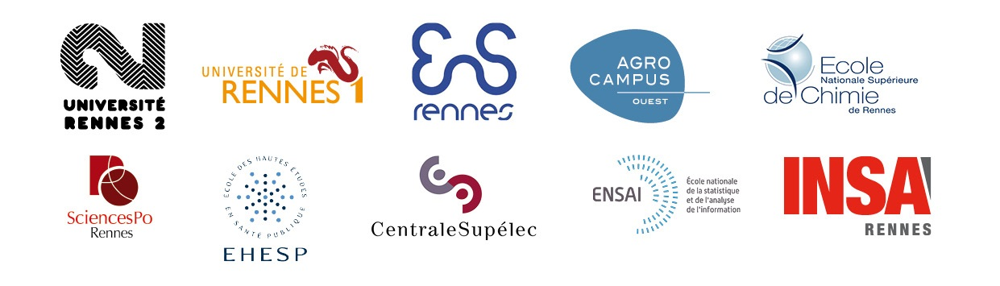 UNIVERSITÉ
RENNES 2
UNIVERSITÉ DE
RENNES 1
ENS
rennes
AGRO
CAMPUS
OUEST
Ecole
Nationale Supérieure
de Chimie
de Rennes
SciencesPo
Rennes
ÉCOLE DES HAUTES ÉTUDES
EN SANTÉ PUBLIQUE
EHESP
CentraleSupélec
ENSAI
École nationale
de la statistique
et de l'analyse
de l'information
INSA
RENNES